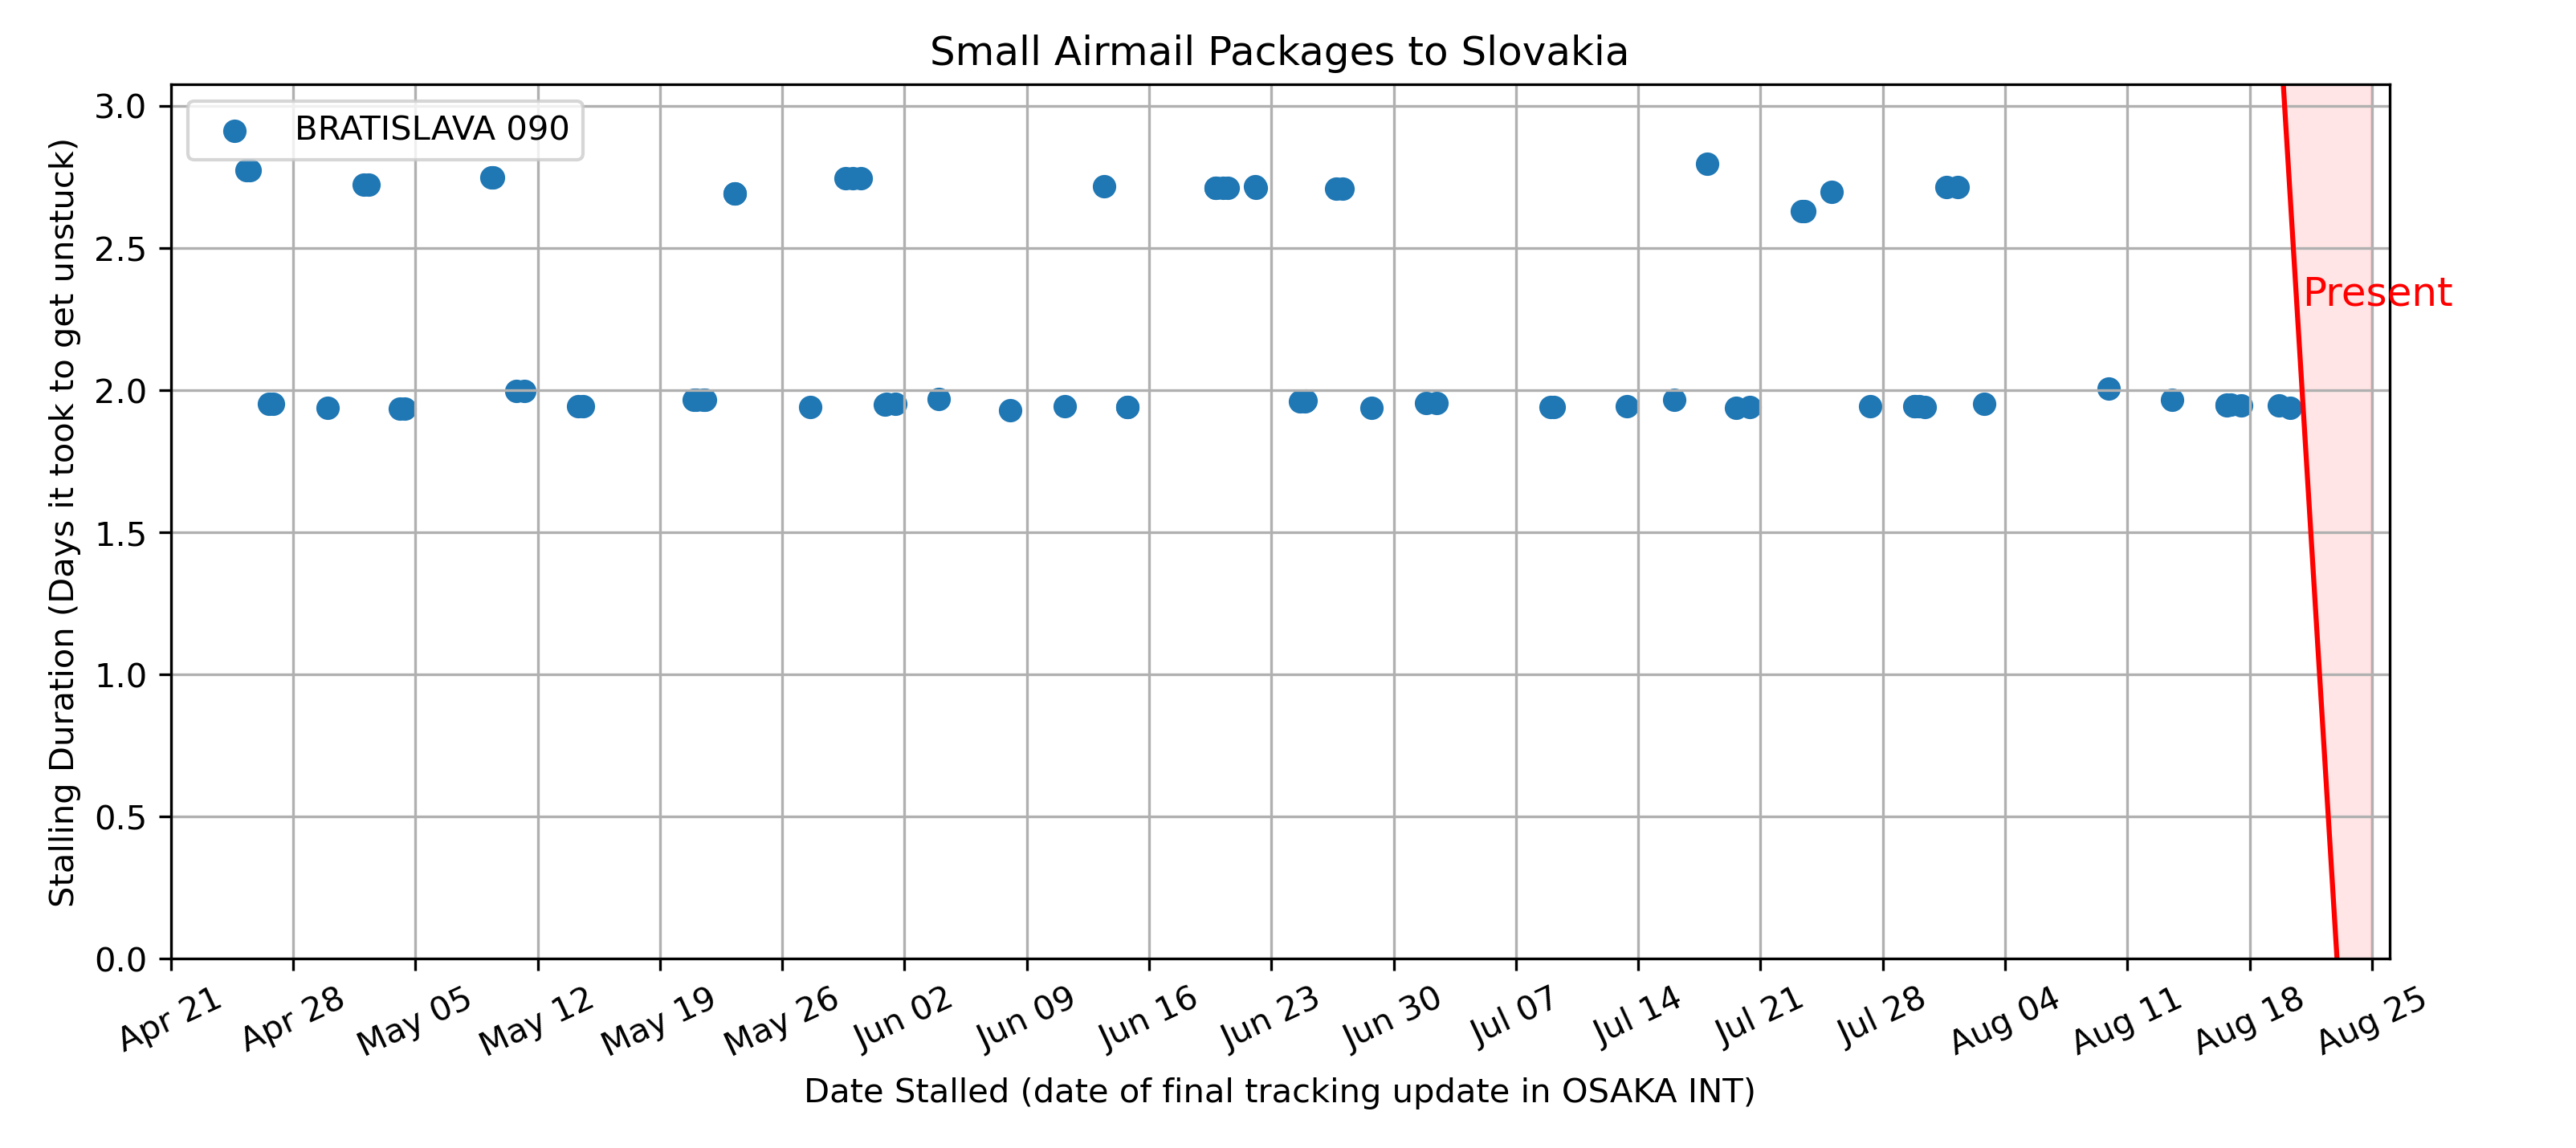 Small Airmail Packages to Slovakia
BRATISLAVA 090
Present
Stalling Duration (Days it took to get unstuck)
3.0
2.5
2.0
1.5
1.0
0.5
0.0
Apr 21
Apr 28
May 05
May 12
May 19
May 26
Jun 02
Jun 09
Jun 16
Jun 23
Jun 30
Jul 07
Jul 14
Jul 21
Jul 28
Aug 04
Aug 11
Aug 18
Aug 25
Date Stalled (date of final tracking update in OSAKA INT)